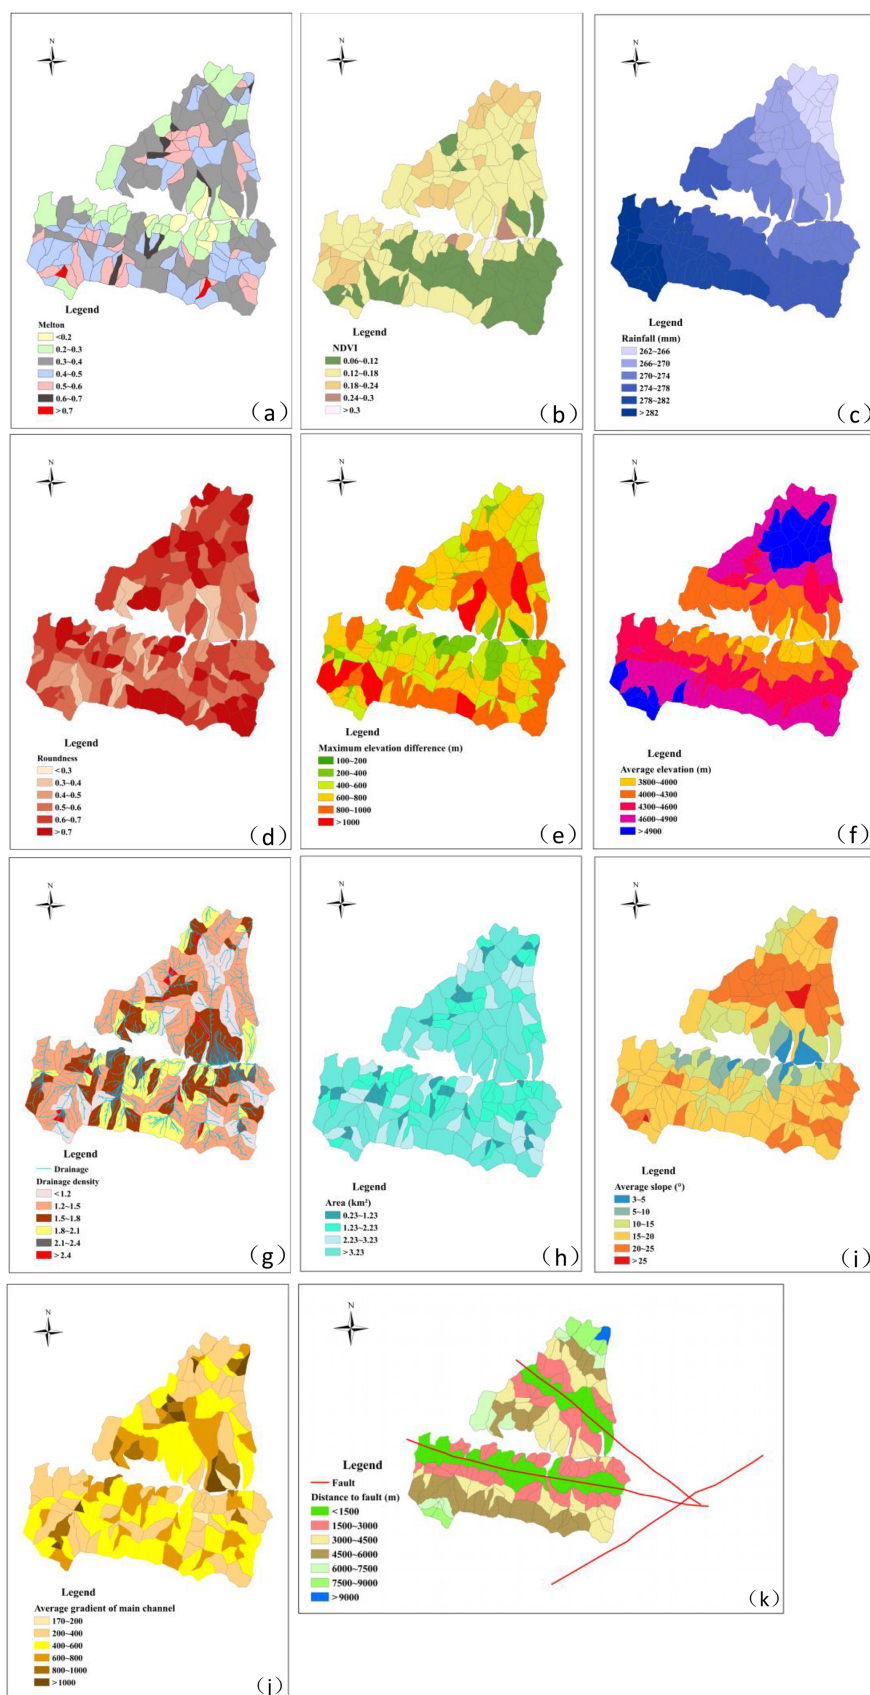 N
Legend
Melton
<0.2
0.2~0.3
0.3~0.4
0.4~0.5
0.5~0.6
0.6~0.7
>0.7
(a)
N
Legend
NDVI
0.06~0.12
0.12~0.18
0.18~0.24
0.24~0.3
>0.3
(b)
N
Legend
Rainfall (mm)
262~266
266~270
270~274
274~278
278~282
>282
(c)
N
Legend
Roundness
<0.3
0.3~0.4
0.4~0.5
0.5~0.6
0.6~0.7
>0.7
(d)
N
Legend
Maximum elevation difference (m)
100~200
200~400
400~600
600~800
800~1000
>1000
(e)
N
Legend
Average elevation (m)
3800~4000
4000~4300
4300~4600
4600~4900
>4900
(f)
N
Legend
Drainage
Drainage density
<1.2
1.2~1.5
1.5~1.8
1.8~2.1
2.1~2.4
>2.4
(g)
N
Legend
Area (km²)
0.23~1.23
1.23~2.23
2.23~3.23
>3.23
(h)
N
Legend
Average slope (°)
3~5
5~10
10~15
15~20
20~25
>25
(i)
N
Legend
Average gradient of main channel
170~200
200~400
400~600
600~800
800~1000
>1000
(j)
N
Legend
Fault
Distance to fault (m)
<1500
1500~3000
3000~4500
4500~6000
6000~7500
7500~9000
>9000
(k)